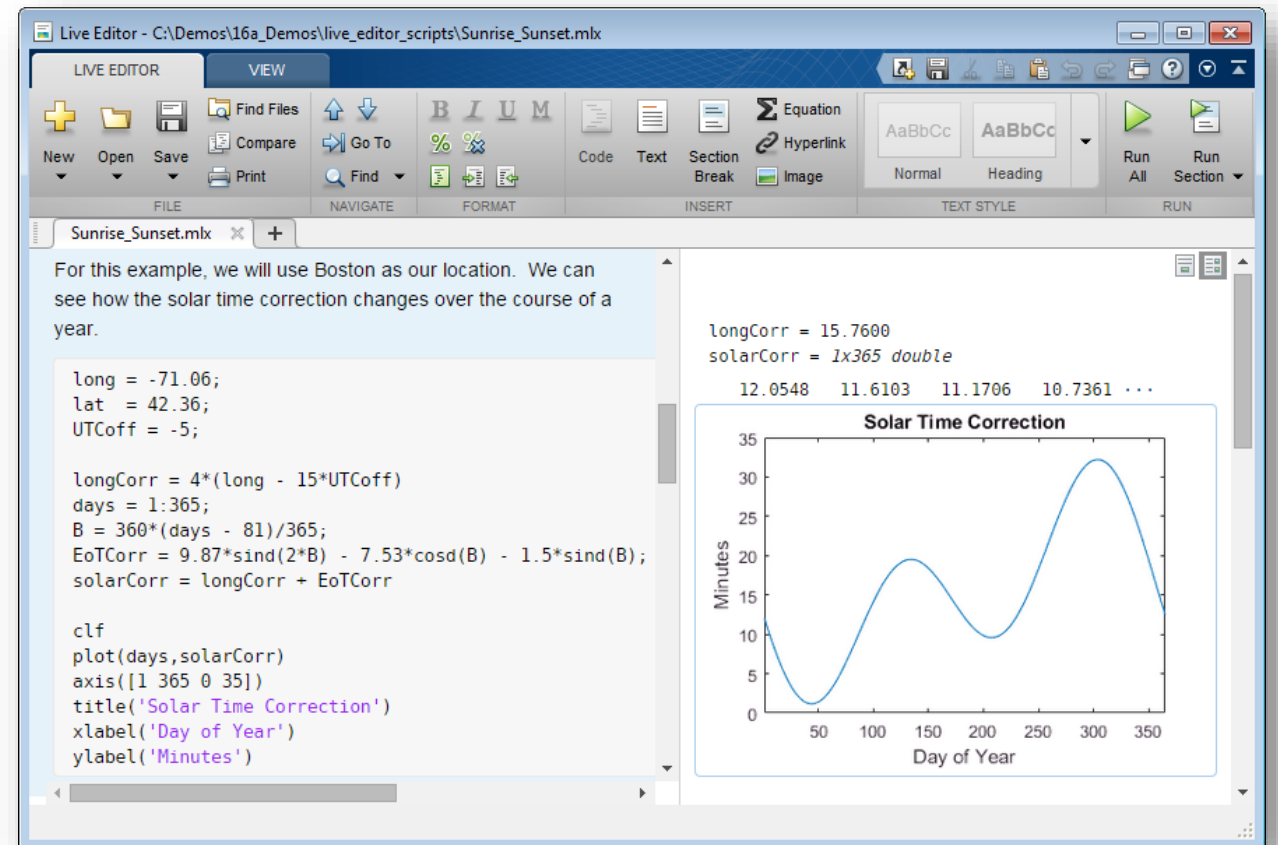 Live Editor - C:\Demos\16a_Demos\live_editor_scripts\Sunrise_Sunset.mlx
LIVE EDITOR VIEW
New Open Save
Find Files
Compare
Print
FILE
Go To
Find
NAVIGATE
B I U M
FORMAT
Code Text Section Break
Equation
Hyperlink
Image
INSERT
AaBbCc AaBbCc
Normal Heading
TEXT STYLE
Run All Run Section
RUN
Sunrise_Sunset.mlx
For this example, we will use Boston as our location. We can
see how the solar time correction changes over the course of a
year.
long = -71.06;
lat = 42.36;
UTCoff = -5;
longCorr = 4*(long - 15*UTCoff)
days = 1:365;
B = 360*(days - 81)/365;
EoTCorr = 9.87*sind(2*B) - 7.53*cosd(B) - 1.5*sind(B);
solarCorr = longCorr + EoTCorr
clf
plot(days,solarCorr)
axis([1 365 0 35])
title('Solar Time Correction')
xlabel('Day of Year')
ylabel('Minutes')
longCorr = 15.7600
solarCorr = 1x365 double
12.0548 11.6103 11.1706 10.7361 ···
Solar Time Correction
35
30
25
20
15
10
5
0
Minutes
50 100 150 200 250 300 350
Day of Year